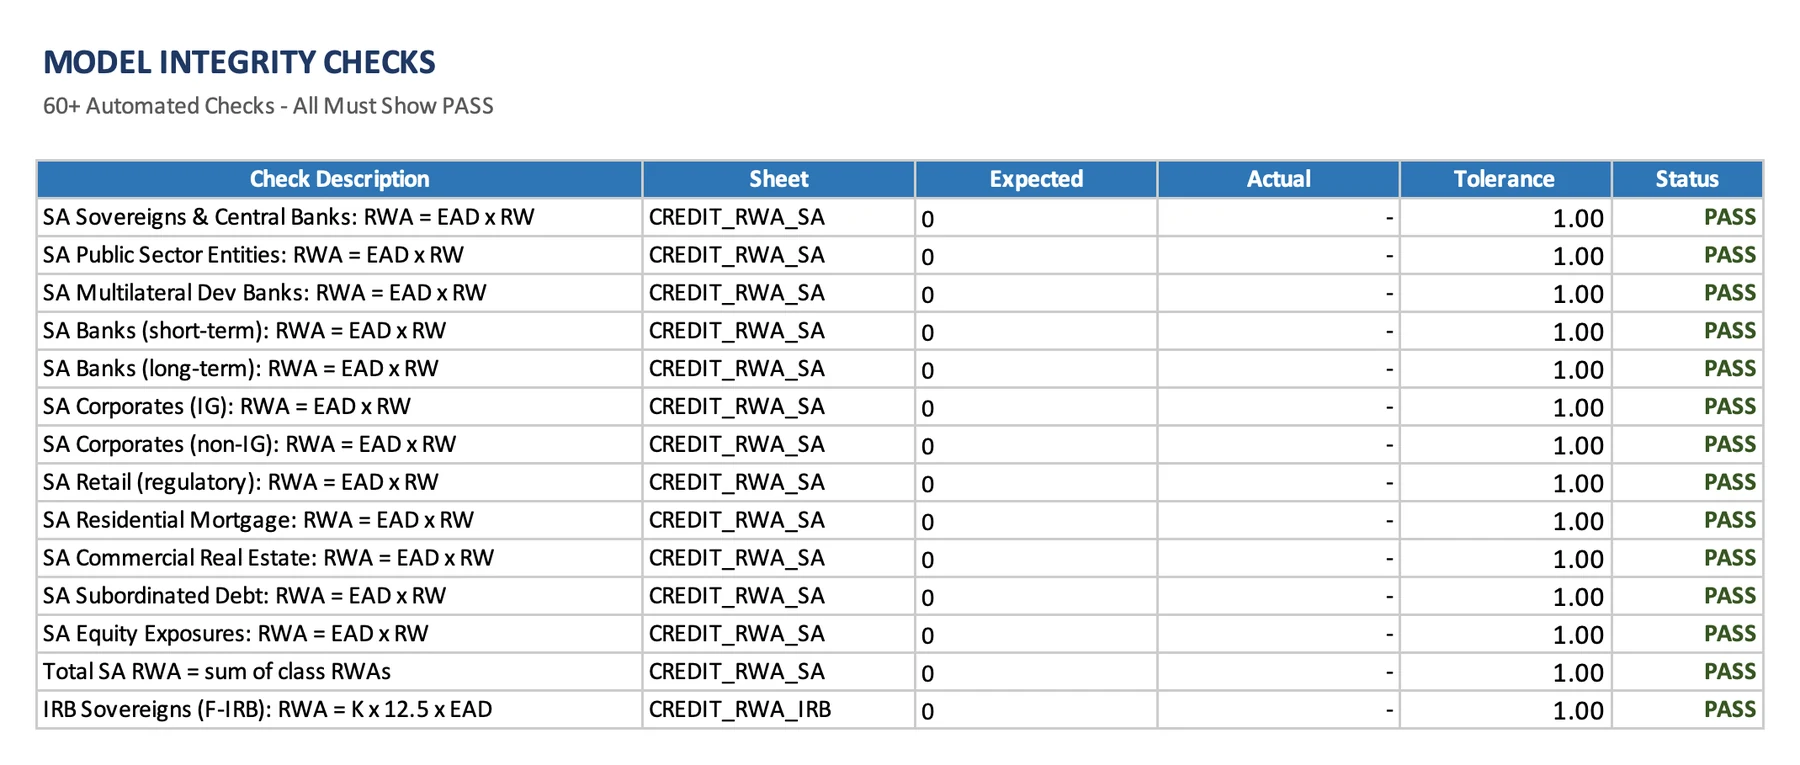 MODEL INTEGRITY CHECKS
60+ Automated Checks - All Must Show PASS
Check Description Sheet Expected Actual Tolerance Status
SA Sovereigns & Central Banks: RWA = EAD x RW CREDIT_RWA_SA 0 - 1.00 PASS
SA Public Sector Entities: RWA = EAD x RW CREDIT_RWA_SA 0 - 1.00 PASS
SA Multilateral Dev Banks: RWA = EAD x RW CREDIT_RWA_SA 0 - 1.00 PASS
SA Banks (short-term): RWA = EAD x RW CREDIT_RWA_SA 0 - 1.00 PASS
SA Banks (long-term): RWA = EAD x RW CREDIT_RWA_SA 0 - 1.00 PASS
SA Corporates (IG): RWA = EAD x RW CREDIT_RWA_SA 0 - 1.00 PASS
SA Corporates (non-IG): RWA = EAD x RW CREDIT_RWA_SA 0 - 1.00 PASS
SA Retail (regulatory): RWA = EAD x RW CREDIT_RWA_SA 0 - 1.00 PASS
SA Residential Mortgage: RWA = EAD x RW CREDIT_RWA_SA 0 - 1.00 PASS
SA Commercial Real Estate: RWA = EAD x RW CREDIT_RWA_SA 0 - 1.00 PASS
SA Subordinated Debt: RWA = EAD x RW CREDIT_RWA_SA 0 - 1.00 PASS
SA Equity Exposures: RWA = EAD x RW CREDIT_RWA_SA 0 - 1.00 PASS
Total SA RWA = sum of class RWAs CREDIT_RWA_SA 0 - 1.00 PASS
IRB Sovereigns (F-IRB): RWA = K x 12.5 x EAD CREDIT_RWA_IRB 0 - 1.00 PASS